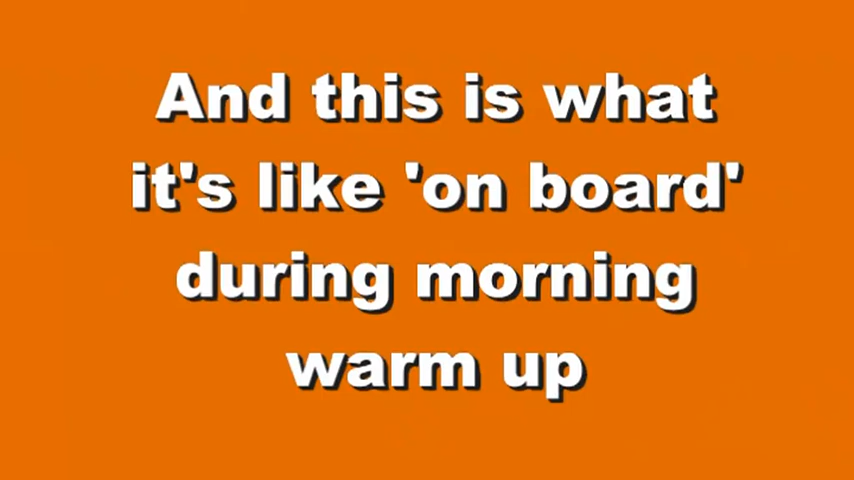 And this is what
it's like 'on board'
during morning
warm up